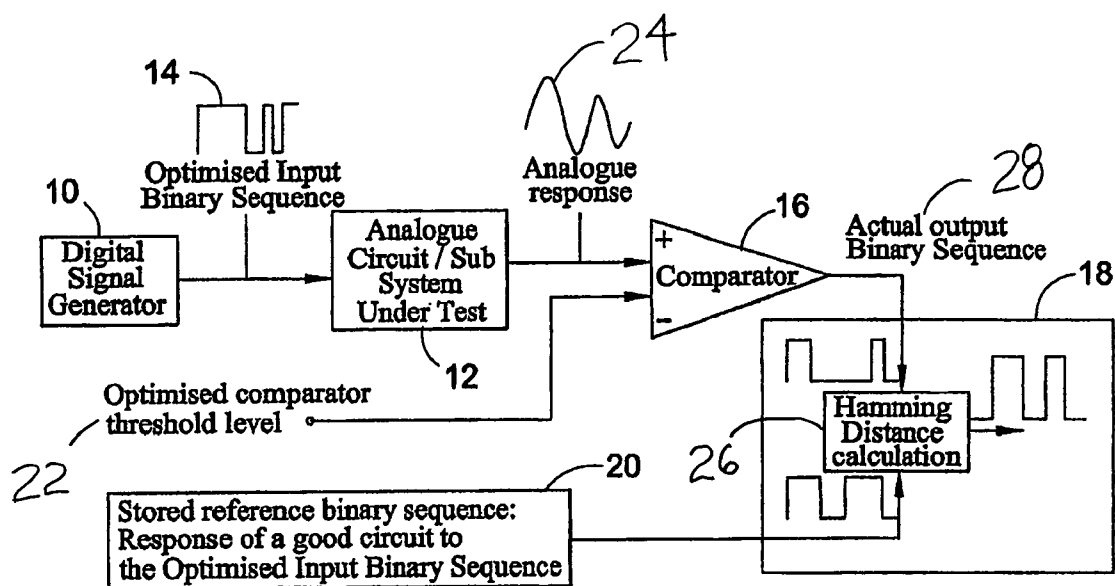 24
14
Optimised Input
Binary Sequence
Analogue
response
10
Digital
Signal
Generator
Analogue
Circuit / Sub
System
Under Test
12
+
Comparator
−
16
28
Actual output
Binary Sequence
18
Optimised comparator
threshold level
22
Hamming
Distance
calculation
26
20
Stored reference binary sequence:
Response of a good circuit to
the Optimised Input Binary Sequence